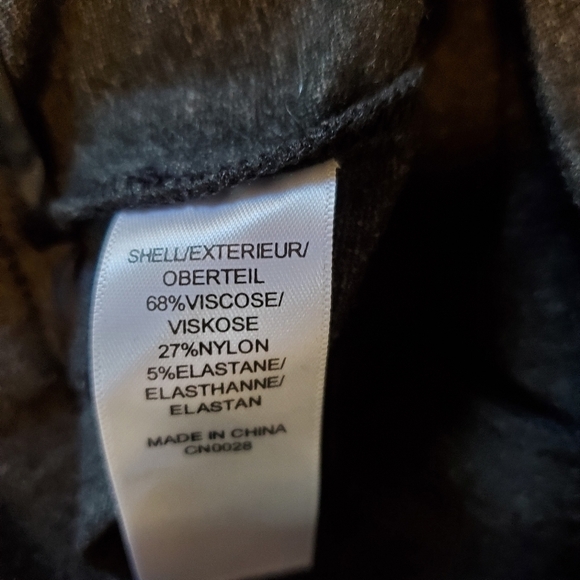 SHELL/EXTERIEUR/
OBERTEIL
68%VISCOSE/
VISKOSE
27%NYLON
5%ELASTANE/
ELASTHANNE/
ELASTAN
MADE IN CHINA
CN0028